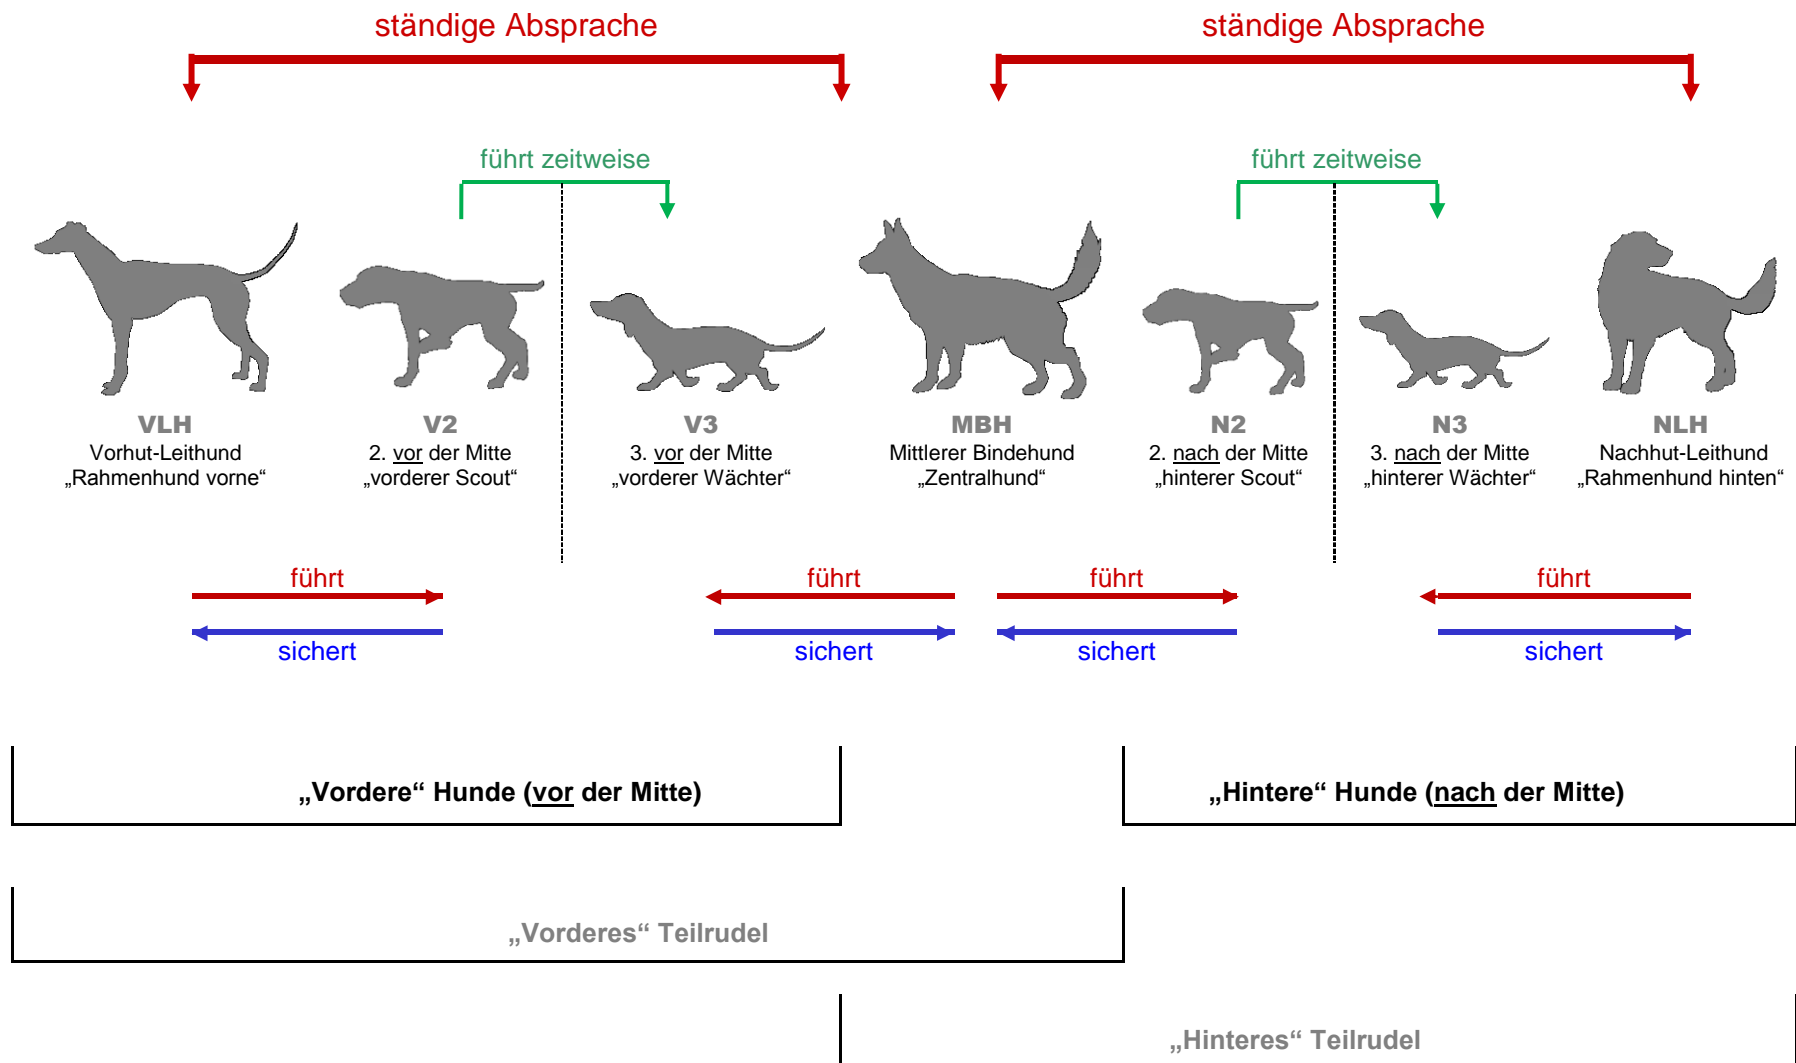 ständige Absprache
ständige Absprache
führt zeitweise
führt zeitweise
VLH
Vorhut-Leithund
„Rahmenhund vorne“
V2
2. vor der Mitte
„vorderer Scout“
V3
3. vor der Mitte
„vorderer Wächter“
MBH
Mittlerer Bindehund
„Zentralhund“
N2
2. nach der Mitte
„hinterer Scout“
N3
3. nach der Mitte
„hinterer Wächter“
NLH
Nachhut-Leithund
„Rahmenhund hinten“
führt
führt
führt
führt
sichert
sichert
sichert
sichert
„Vordere“ Hunde (vor der Mitte)
„Hintere“ Hunde (nach der Mitte)
„Vorderes“ Teilrudel
„Hinteres“ Teilrudel